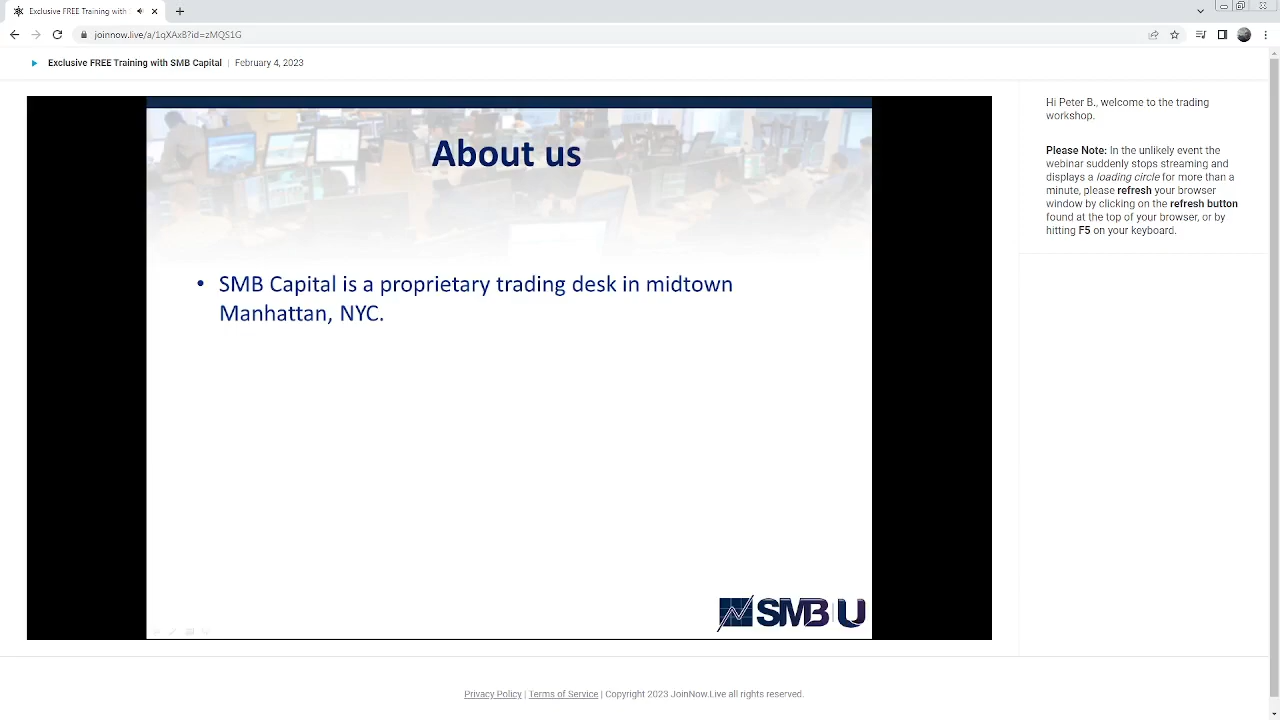 Exclusive FREE Training with
joinnow.live/a/1qXAxB?id=zMQS1G
Exclusive FREE Training with SMB Capital | February 4, 2023
Hi Peter B., welcome to the trading
workshop.
Please Note: In the unlikely event the
webinar suddenly stops streaming and
displays a loading circle for more than a
minute, please refresh your browser
window by clicking on the refresh button
found at the top of your browser, or by
hitting F5 on your keyboard.
About us
• SMB Capital is a proprietary trading desk in midtown
Manhattan, NYC.
SMB U
Privacy Policy | Terms of Service | Copyright 2023 JoinNow.Live all rights reserved.